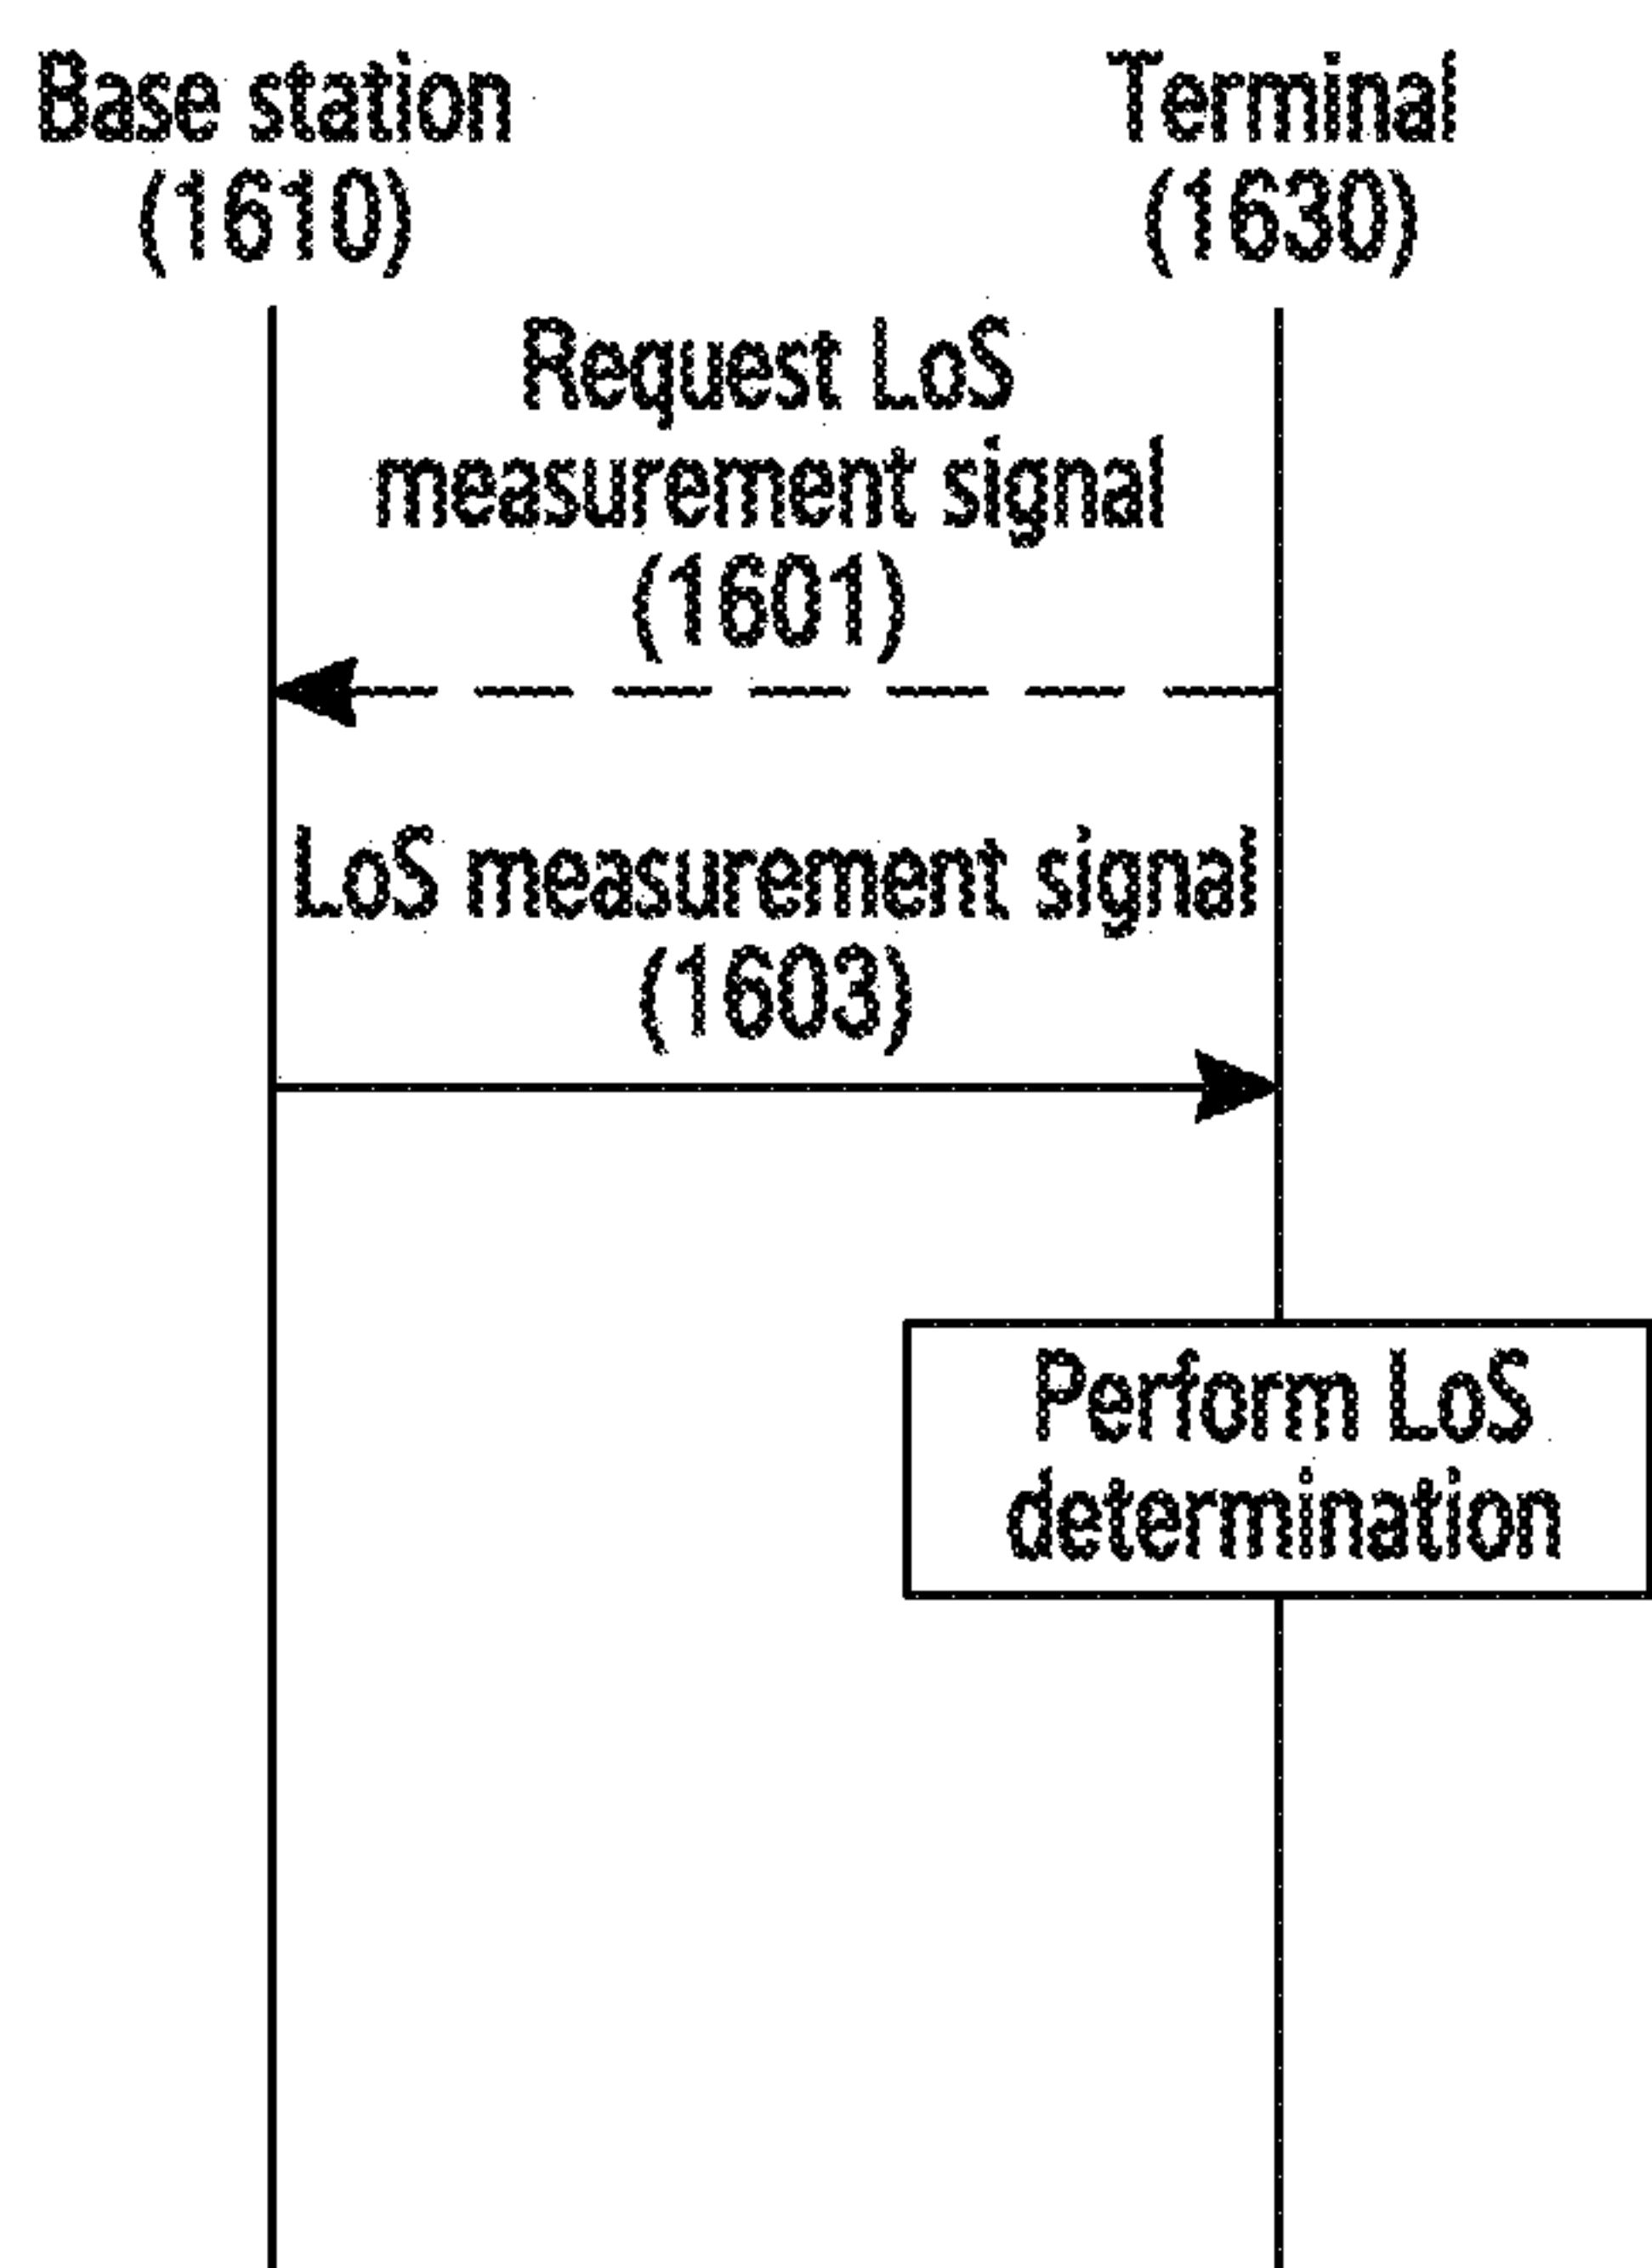 Base station
(1610)
Terminal
(1630)
Request LoS
measurement signal
(1601)
LoS measurement signal
(1603)
Perform LoS
determination